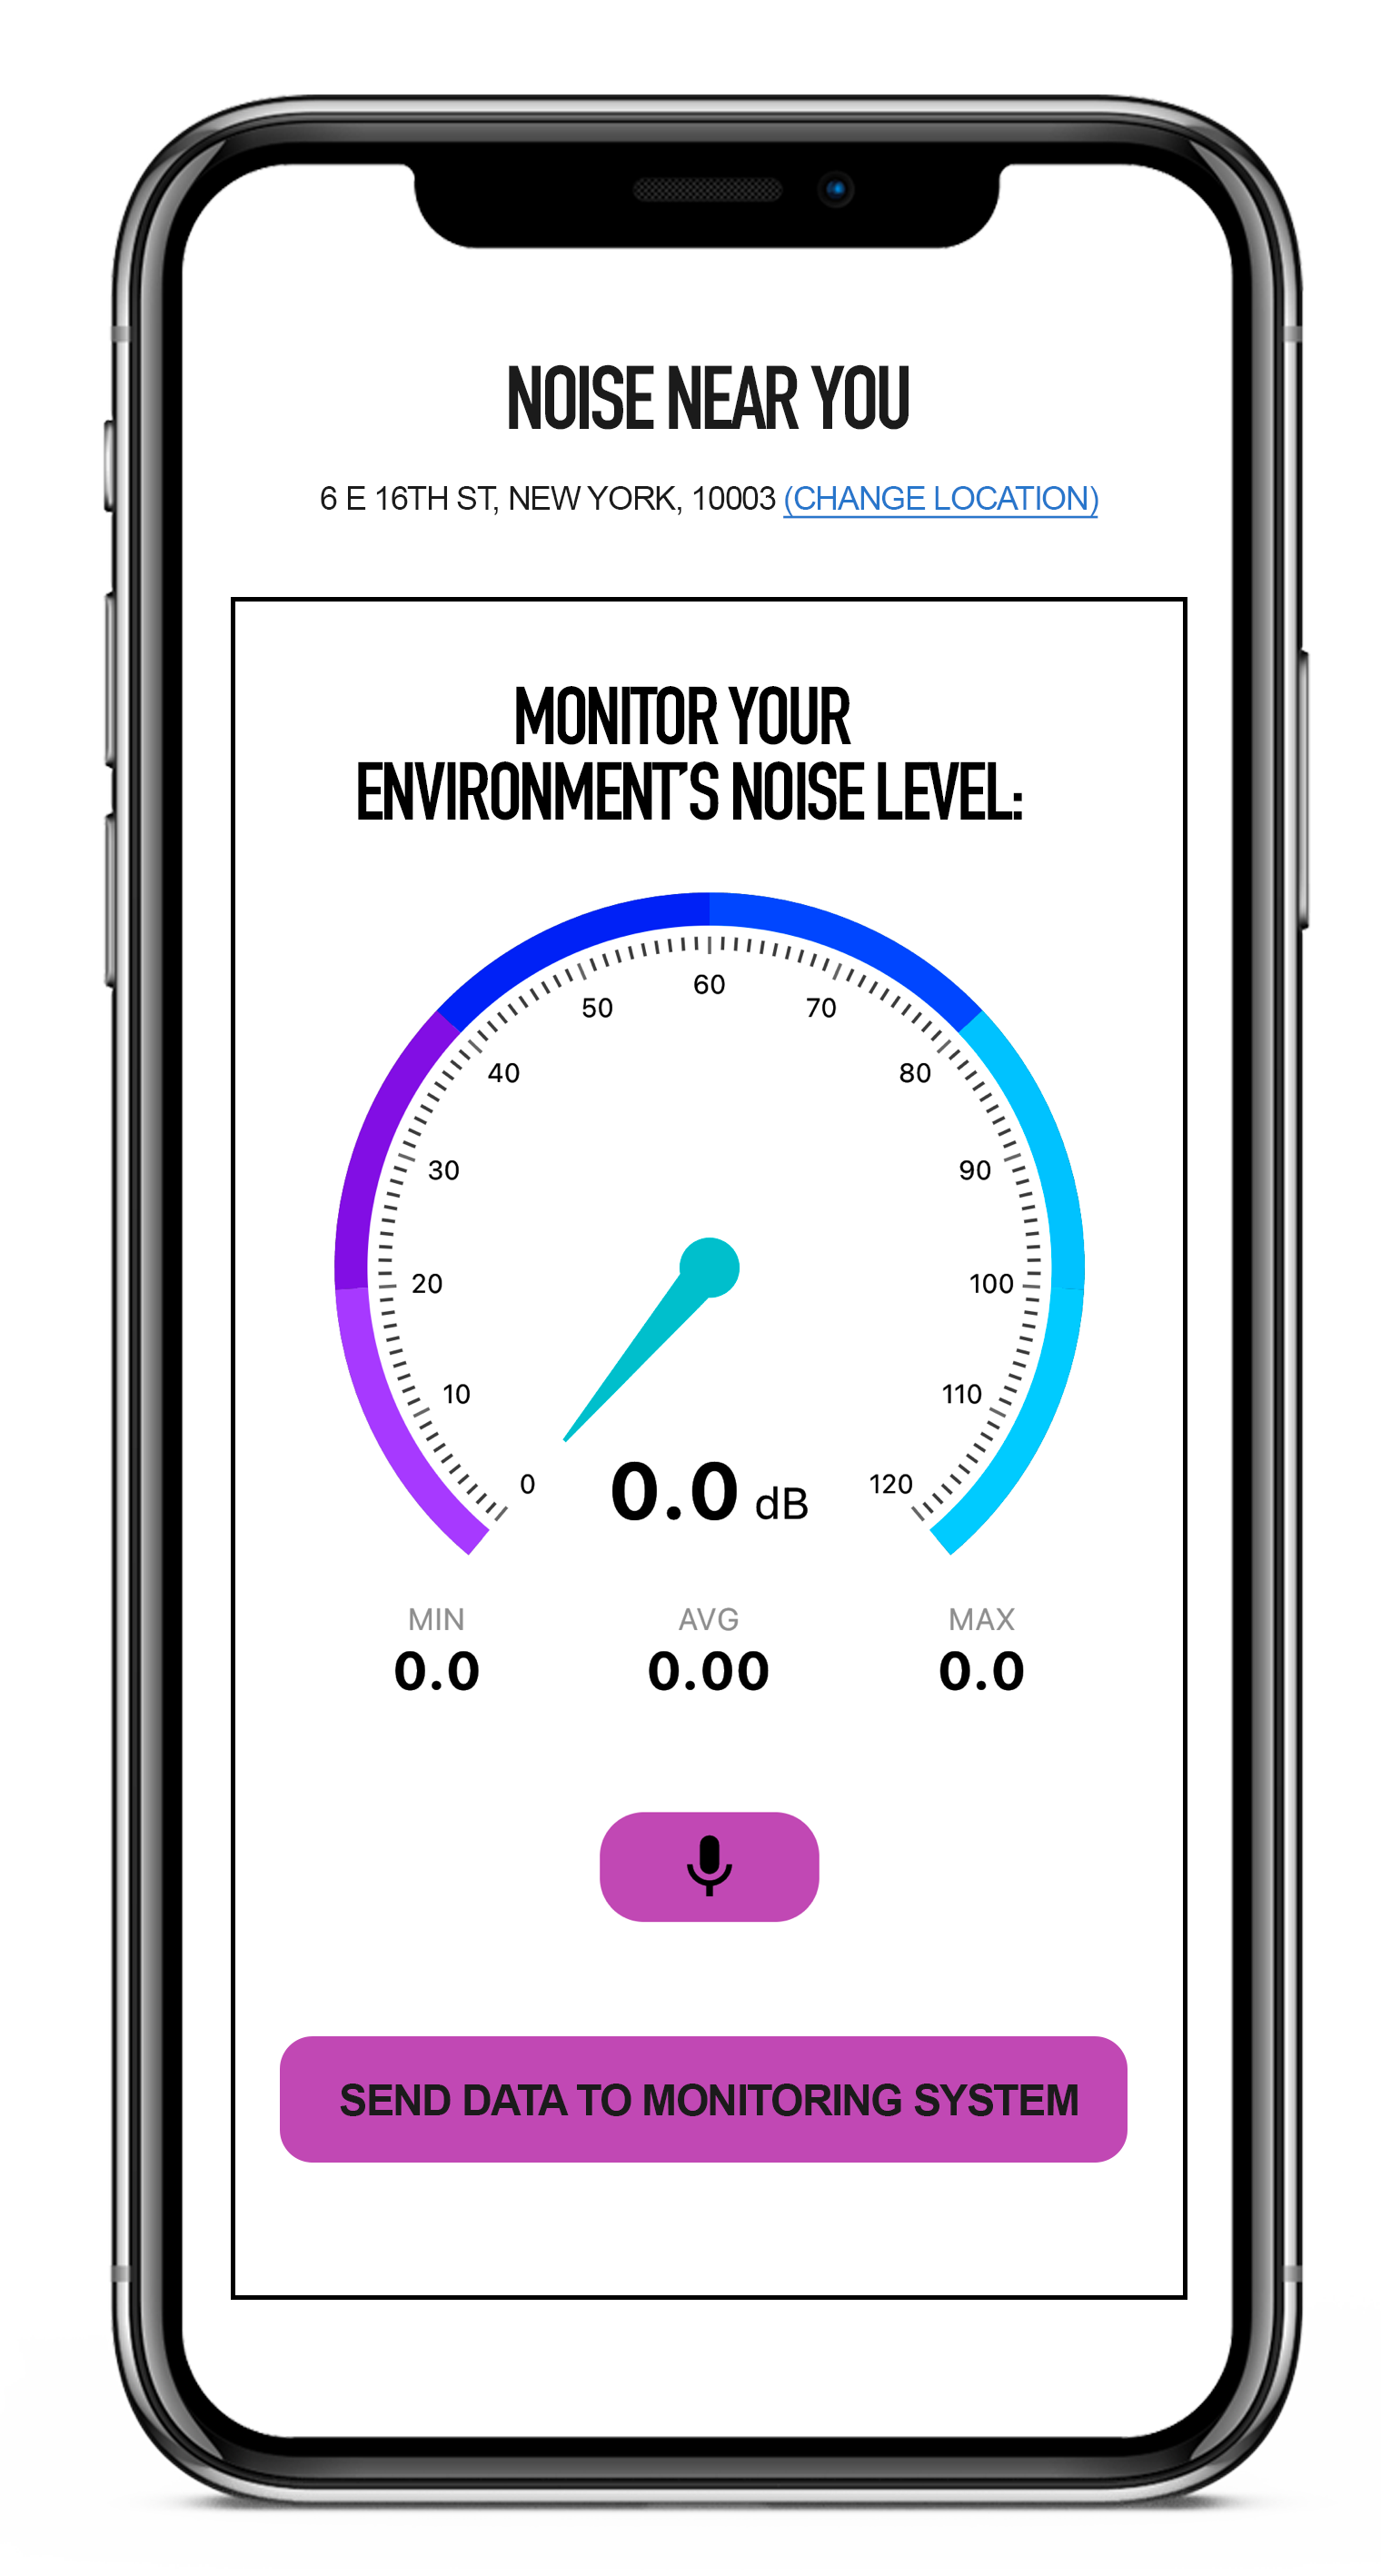 NOISE NEAR YOU
6 E 16TH ST, NEW YORK, 10003 (CHANGE LOCATION)
MONITOR YOUR
ENVIRONMENT'S NOISE LEVEL:
0
10
20
30
40
50
60
70
80
90
100
110
120
0.0 dB
MIN AVG MAX
0.0 0.00 0.0
SEND DATA TO MONITORING SYSTEM